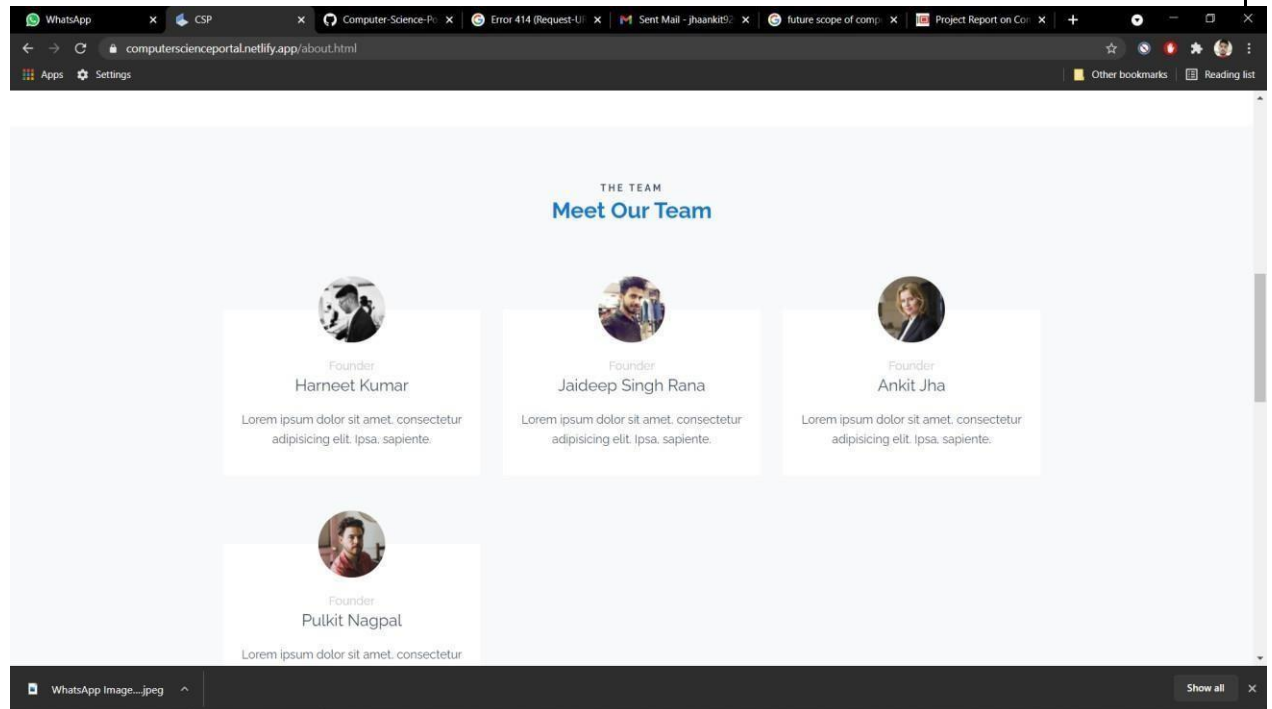 WhatsApp
CSP
Computer-Science-Po
Error 414 (Request-UR
Sent Mail - jhaankit92
future scope of comp
Project Report on Con
computerscienceportal.netlify.app/about.html
Apps
Settings
Other bookmarks
Reading list
THE TEAM
Meet Our Team
Founder
Harneet Kumar
Lorem ipsum dolor sit amet, consectetur
adipisicing elit. Ipsa, sapiente.
Founder
Jaideep Singh Rana
Lorem ipsum dolor sit amet, consectetur
adipisicing elit. Ipsa, sapiente.
Founder
Ankit Jha
Lorem ipsum dolor sit amet, consectetur
adipisicing elit. Ipsa, sapiente.
Founder
Pulkit Nagpal
Lorem ipsum dolor sit amet, consectetur
WhatsApp Image....jpeg
Show all